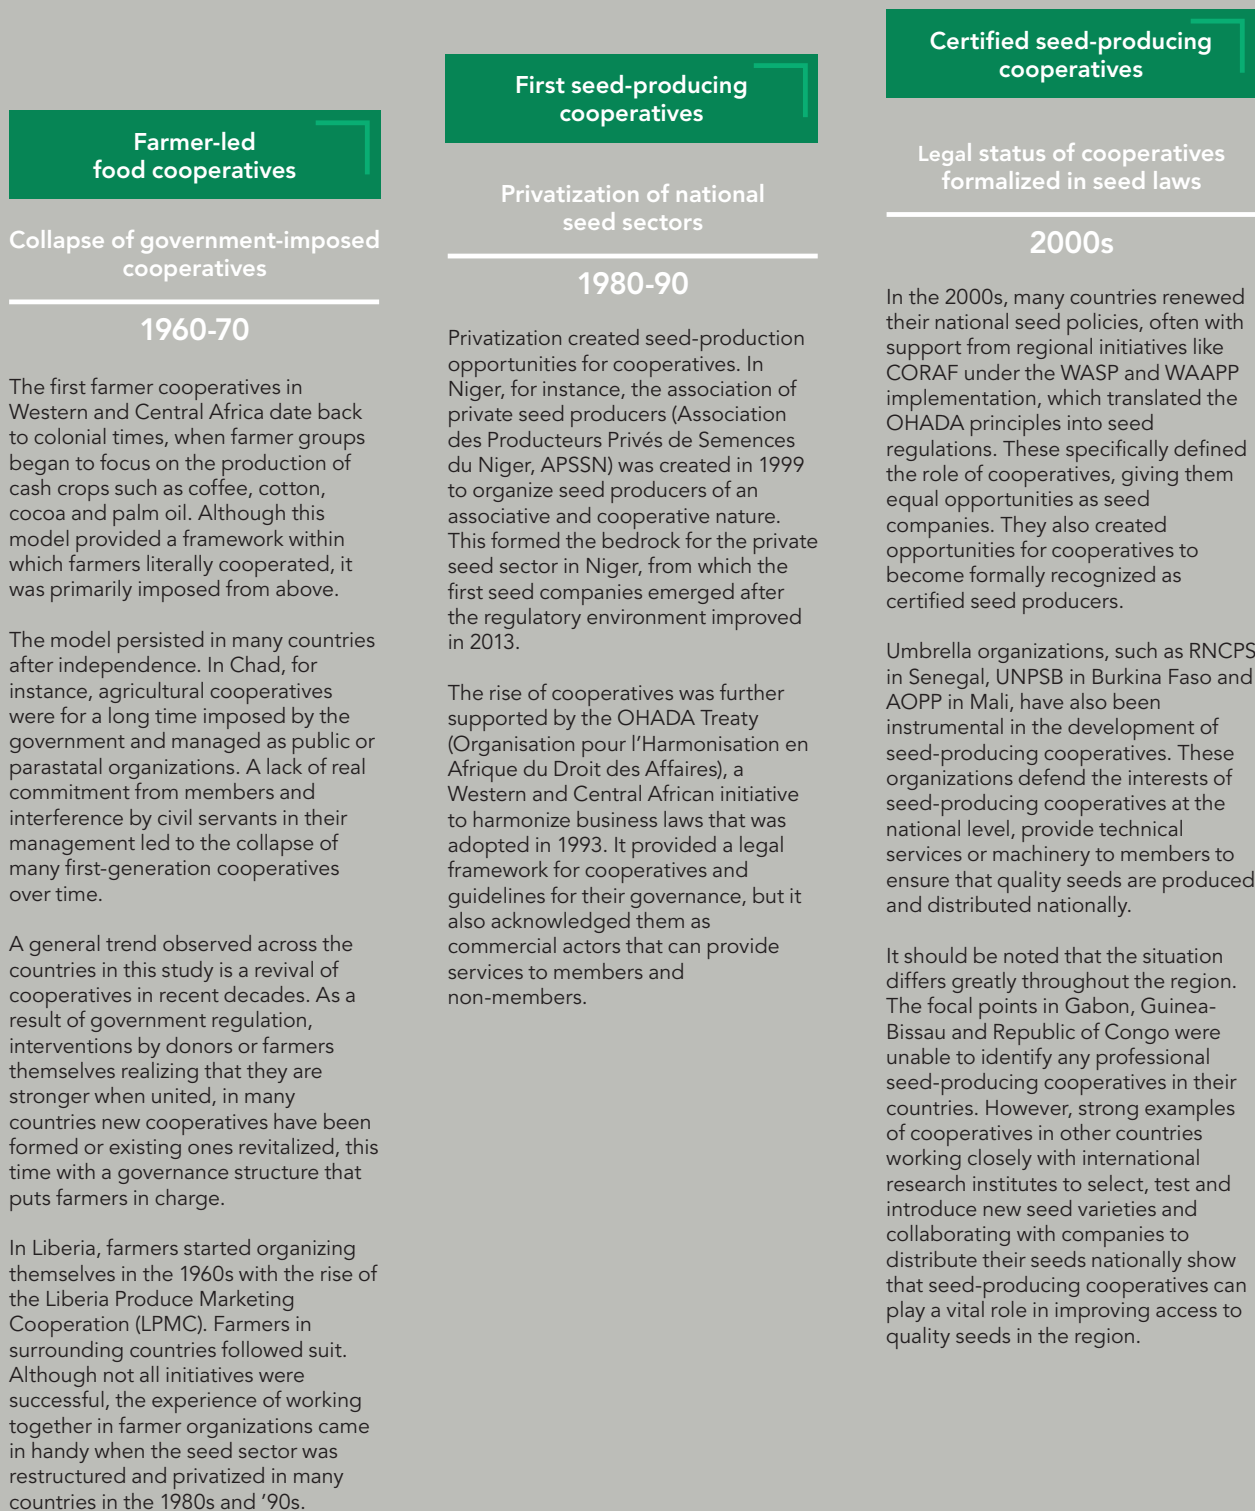 Farmer-led
food cooperatives
Collapse of government-imposed
cooperatives
1960-70
The first farmer cooperatives in
Western and Central Africa date back
to colonial times, when farmer groups
began to focus on the production of
cash crops such as coffee, cotton,
cocoa and palm oil. Although this
model provided a framework within
which farmers literally cooperated, it
was primarily imposed from above.
The model persisted in many countries
after independence. In Chad, for
instance, agricultural cooperatives
were for a long time imposed by the
government and managed as public or
parastatal organizations. A lack of real
commitment from members and
interference by civil servants in their
management led to the collapse of
many first-generation cooperatives
over time.
A general trend observed across the
countries in this study is a revival of
cooperatives in recent decades. As a
result of government regulation,
interventions by donors or farmers
themselves realizing that they are
stronger when united, in many
countries new cooperatives have been
formed or existing ones revitalized, this
time with a governance structure that
puts farmers in charge.
In Liberia, farmers started organizing
themselves in the 1960s with the rise of
the Liberia Produce Marketing
Cooperation (LPMC). Farmers in
surrounding countries followed suit.
Although not all initiatives were
successful, the experience of working
together in farmer organizations came
in handy when the seed sector was
restructured and privatized in many
countries in the 1980s and ’90s.
First seed-producing
cooperatives
Privatization of national
seed sectors
1980-90
Privatization created seed-production
opportunities for cooperatives. In
Niger, for instance, the association of
private seed producers (Association
des Producteurs Privés de Semences
du Niger, APSSN) was created in 1999
to organize seed producers of an
associative and cooperative nature.
This formed the bedrock for the private
seed sector in Niger, from which the
first seed companies emerged after
the regulatory environment improved
in 2013.
The rise of cooperatives was further
supported by the OHADA Treaty
(Organisation pour l’Harmonisation en
Afrique du Droit des Affaires), a
Western and Central African initiative
to harmonize business laws that was
adopted in 1993. It provided a legal
framework for cooperatives and
guidelines for their governance, but it
also acknowledged them as
commercial actors that can provide
services to members and
non-members.
Certified seed-producing
cooperatives
Legal status of cooperatives
formalized in seed laws
2000s
In the 2000s, many countries renewed
their national seed policies, often with
support from regional initiatives like
CORAF under the WASP and WAAPP
implementation, which translated the
OHADA principles into seed
regulations. These specifically defined
the role of cooperatives, giving them
equal opportunities as seed
companies. They also created
opportunities for cooperatives to
become formally recognized as
certified seed producers.
Umbrella organizations, such as RNCPS
in Senegal, UNPSB in Burkina Faso and
AOPP in Mali, have also been
instrumental in the development of
seed-producing cooperatives. These
organizations defend the interests of
seed-producing cooperatives at the
national level, provide technical
services or machinery to members to
ensure that quality seeds are produced
and distributed nationally.
It should be noted that the situation
differs greatly throughout the region.
The focal points in Gabon, Guinea-
Bissau and Republic of Congo were
unable to identify any professional
seed-producing cooperatives in their
countries. However, strong examples
of cooperatives in other countries
working closely with international
research institutes to select, test and
introduce new seed varieties and
collaborating with companies to
distribute their seeds nationally show
that seed-producing cooperatives can
play a vital role in improving access to
quality seeds in the region.